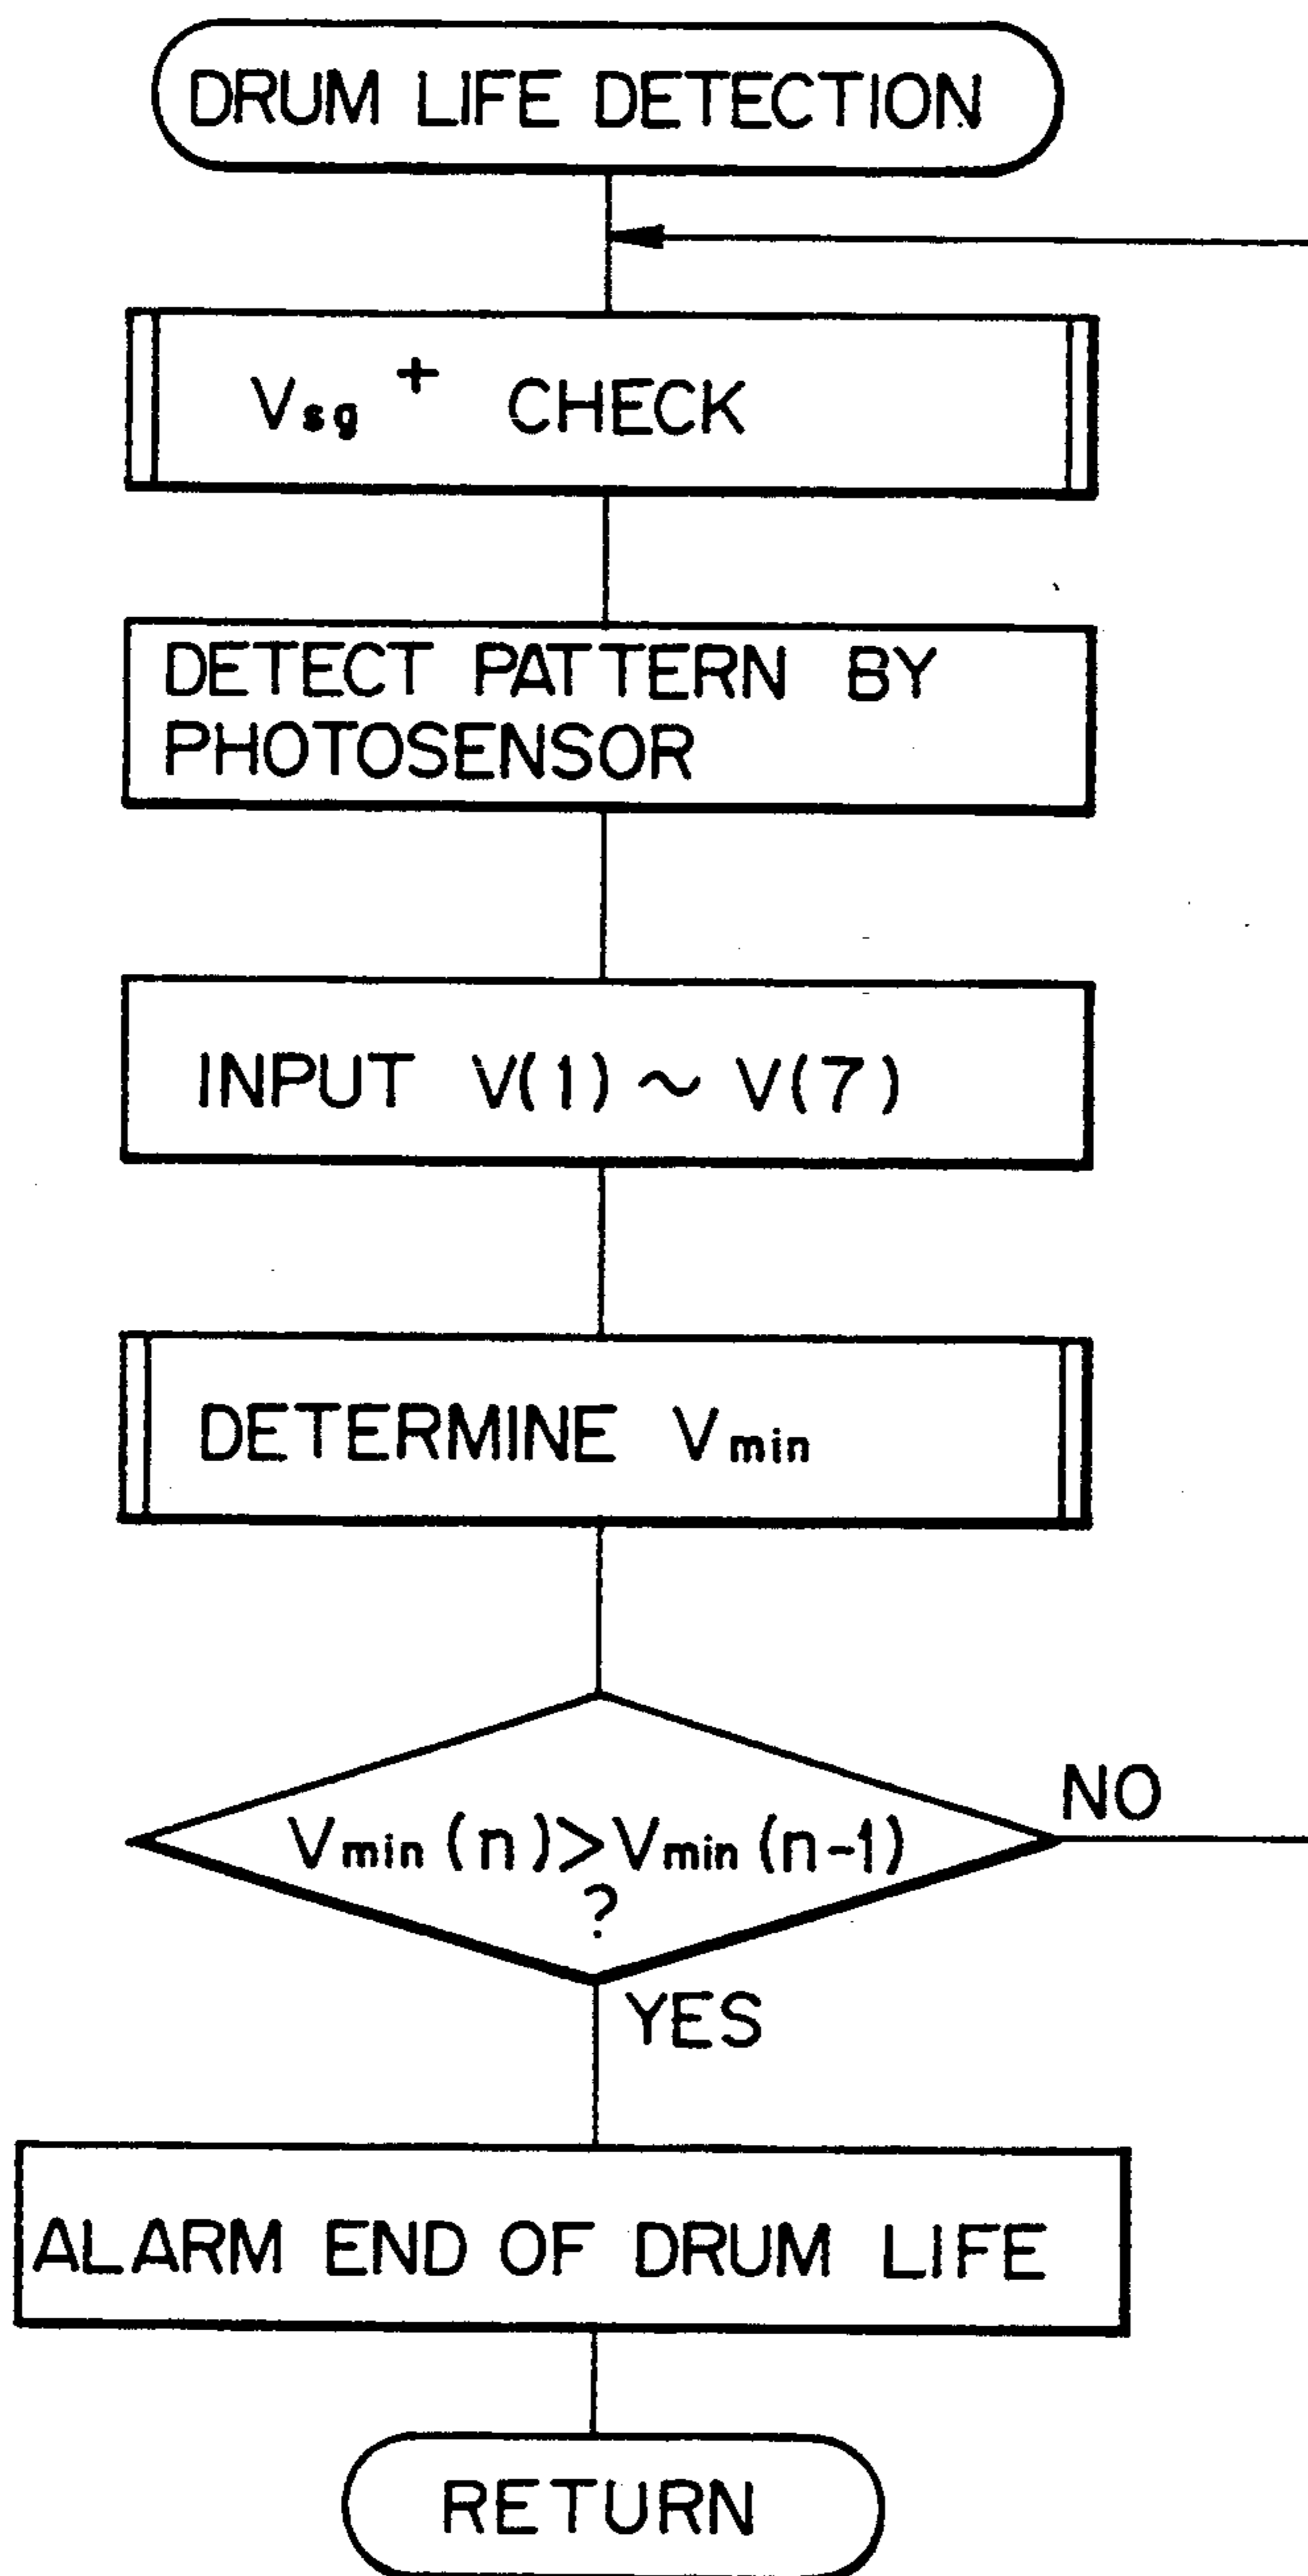 DRUM LIFE DETECTION
Vsg+ CHECK
DETECT PATTERN BY
PHOTOSENSOR
INPUT V(1) ~ V(7)
DETERMINE Vmin
Vmin(n)>Vmin(n-1)
?
NO
YES
ALARM END OF DRUM LIFE
RETURN